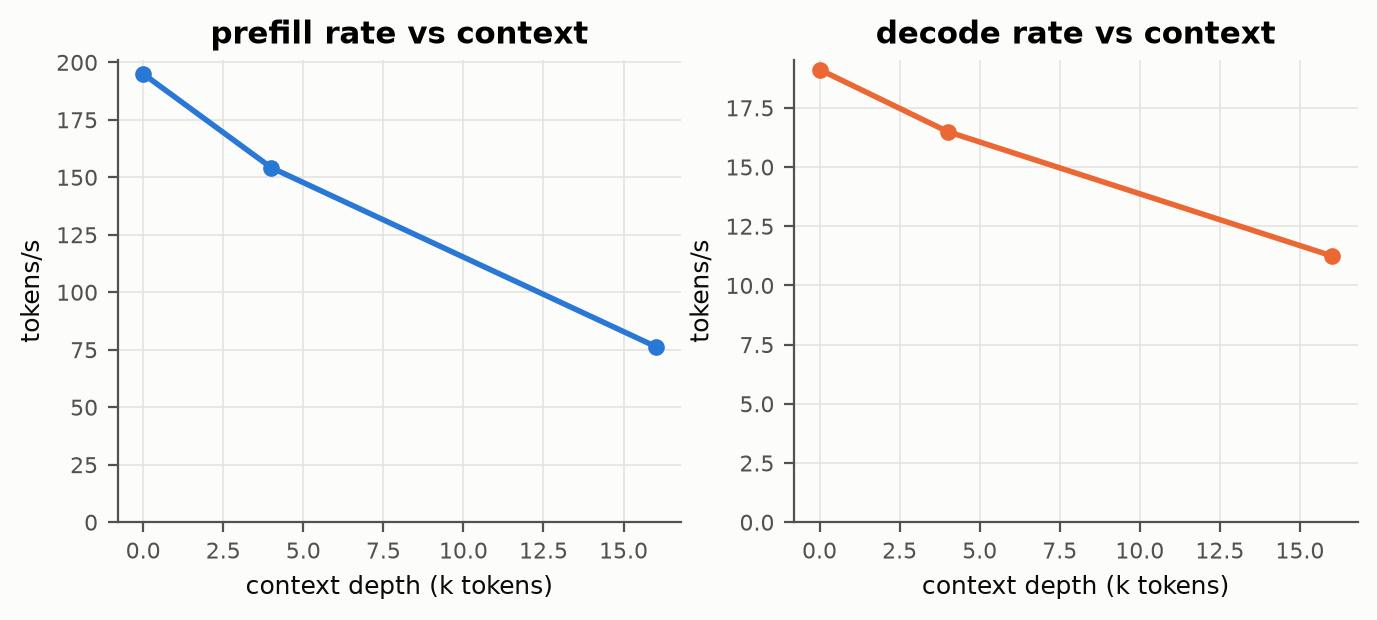 prefill rate vs context
200
175
150
125
100
75
50
25
0
tokens/s
0.0 2.5 5.0 7.5 10.0 12.5 15.0
context depth (k tokens)
decode rate vs context
17.5
15.0
12.5
10.0
7.5
5.0
2.5
0.0
tokens/s
0.0 2.5 5.0 7.5 10.0 12.5 15.0
context depth (k tokens)